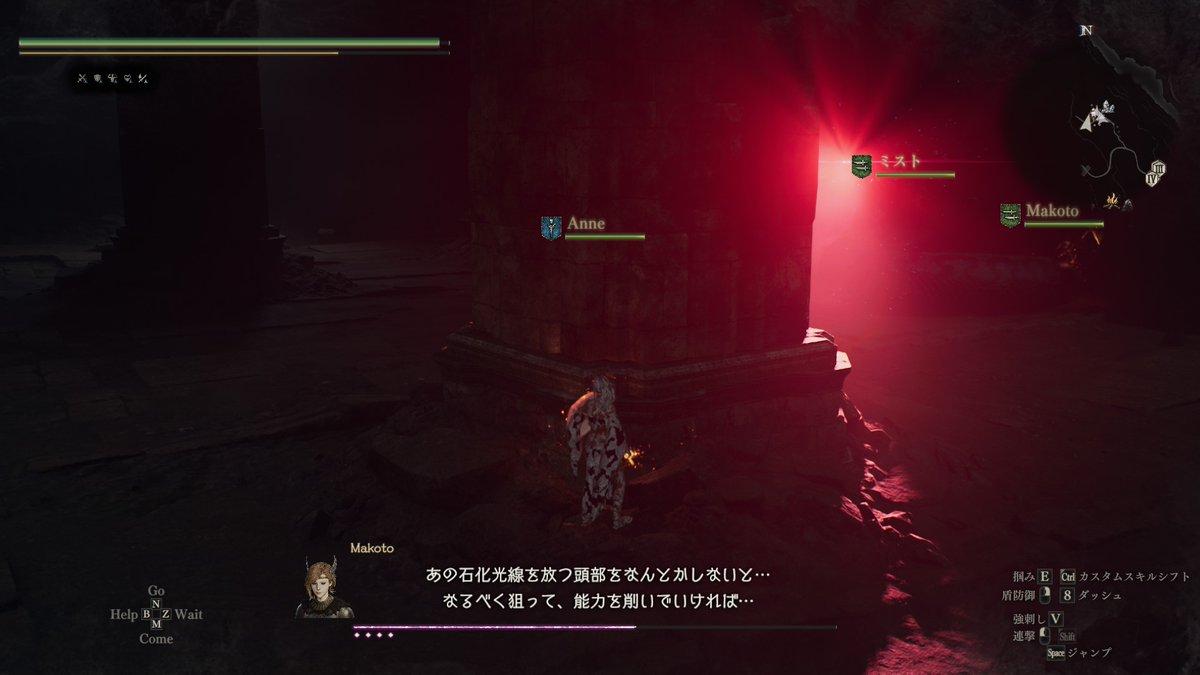 N
ミスト
III
IV
Makoto
Anne
Makoto
あの石化光線を放つ頭部をなんとかしないと…
なるべく狙って、能力を削いでいければ…
Go
N
Help B Z Wait
M
Come
掴み E Ctrl カスタムスキルシフト
盾防御 8 ダッシュ
強刺し V
連撃 Shift
Space ジャンプ